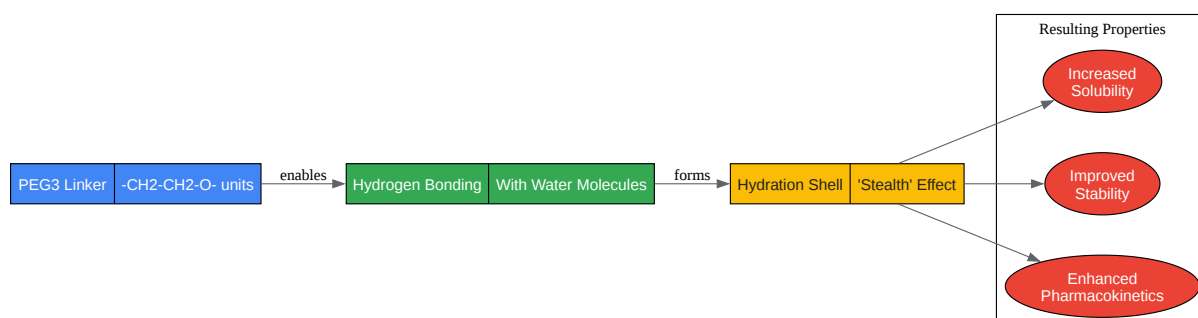 Resulting Properties
Increased
Solubility
PEG3 Linker
-CH2-CH2-O- units
enables
Hydrogen Bonding
With Water Molecules
forms
Hydration Shell
'Stealth' Effect
Improved
Stability
Enhanced
Pharmacokinetics